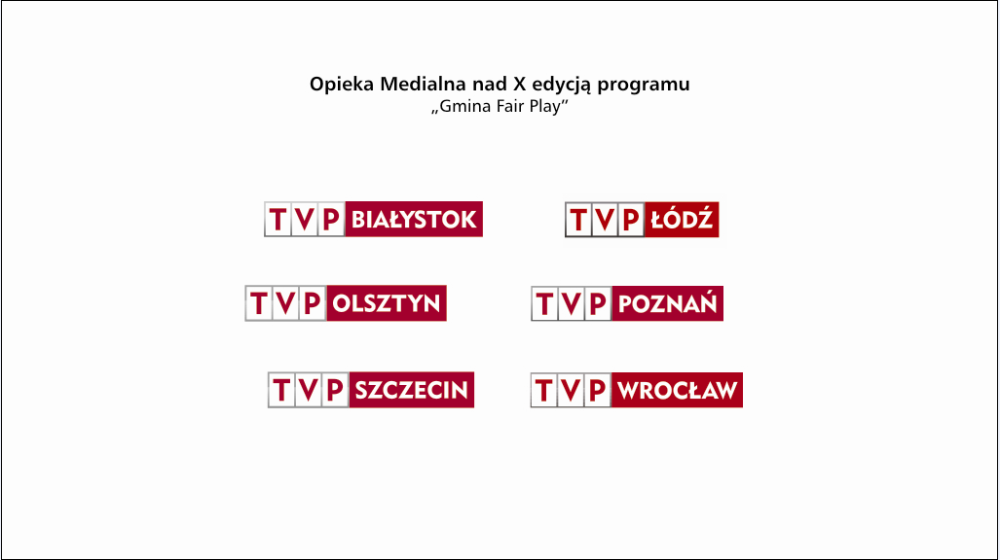 Opieka Medialna nad X edycją programu
„Gmina Fair Play”
TVP BIAŁYSTOK
TVP ŁÓDŹ
TVP OLSZTYN
TVP POZNAŃ
TVP SZCZECIN
TVP WROCŁAW